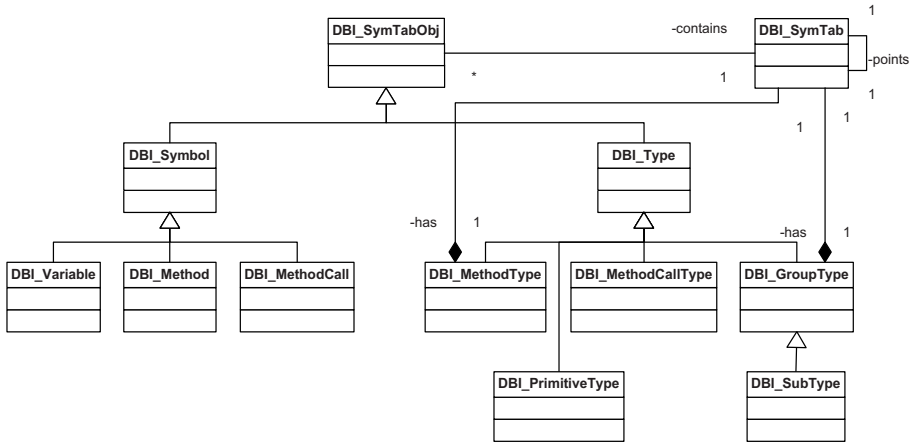 1
DBI_SymTabObj
-contains
DBI_SymTab
-points
*
1
1
1
1
DBI_Symbol
DBI_Type
-has
1
-has
1
DBI_Variable
DBI_Method
DBI_MethodCall
DBI_MethodType
DBI_MethodCallType
DBI_GroupType
DBI_PrimitiveType
DBI_SubType